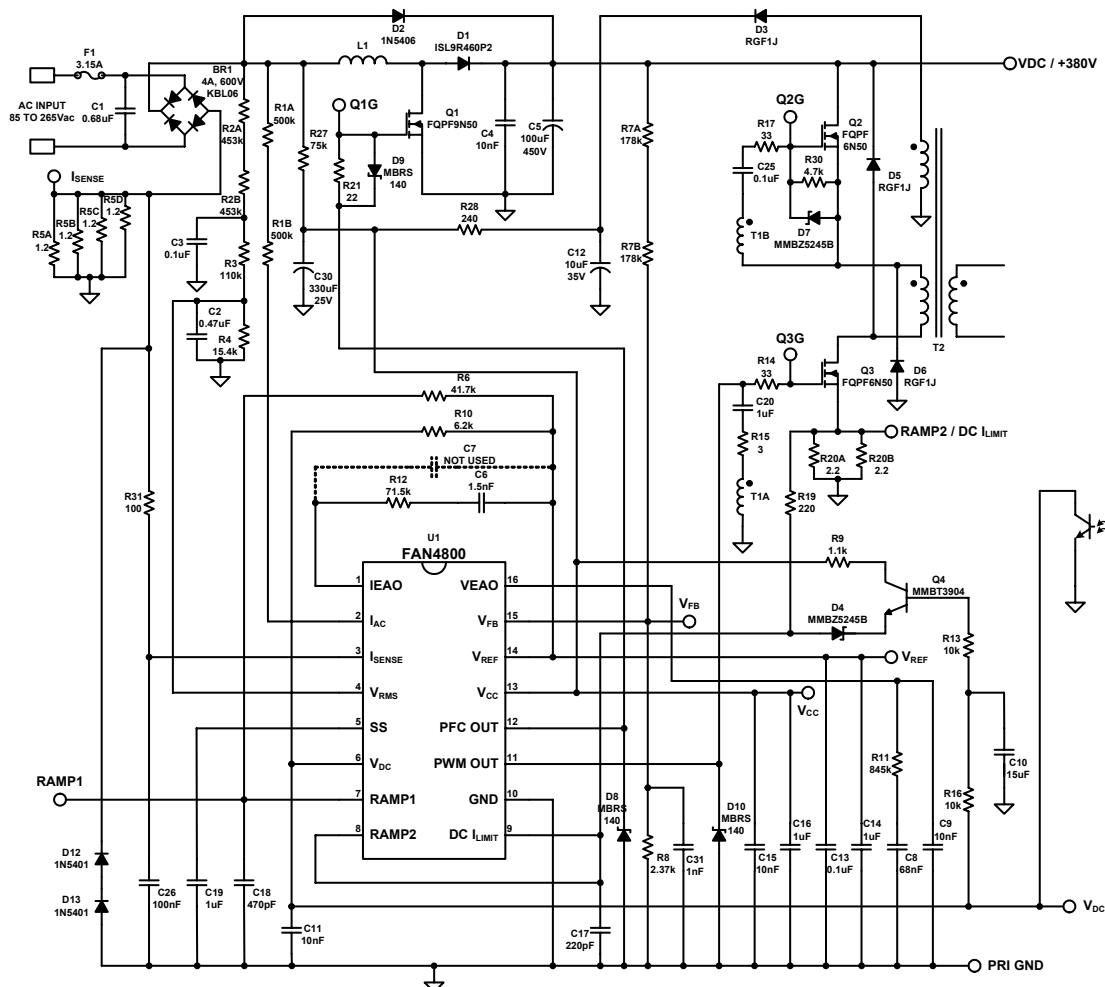 D2
1N5406
D1
ISL9R460P2
D3
RGF1J
L1
F1
3.15A
BR1
4A, 600V
KBL06
VDC / +380V
AC INPUT
85 TO 265Vac
C1
0.68uF
R2A
453k
R1A
500k
R27
75k
Q1G
Q1
FQPF9N50
C4
10nF
C5
100uF
450V
R7A
178k
Q2G
R17
33
Q2
FQPF
6N50
D9
MBRS
140
R21
22
C25
0.1uF
R30
4.7k
D5
RGF1J
ISENSE
R5D
1.2
R5C
1.2
R5B
1.2
R5A
1.2
R2B
453k
R1B
500k
R28
240
R7B
178k
T1B
D7
MMBZ5245B
C3
0.1uF
R3
110k
C30
330uF
25V
C12
10uF
35V
C2
0.47uF
R4
15.4k
T2
Q3G
R14
33
Q3
FQPF6N50
D6
RGF1J
R6
41.7k
C20
1uF
R10
6.2k
R15
3
RAMP2 / DC ILIMIT
R20A
2.2
R20B
2.2
C7
NOT USED
R12
71.5k
C6
1.5nF
T1A
R19
220
R31
100
U1
FAN4800
R9
1.1k
Q4
MMBT3904
1
IEAO
VEAO
16
2
IAC
VFB
15
VFB
D4
MMBZ5245B
R13
10k
3
ISENSE
VREF
14
VREF
4
VRMS
VCC
13
VCC
5
SS
PFC OUT
12
6
VDC
PWM OUT
11
R11
845k
C10
15uF
RAMP1
7
RAMP1
GND
10
R16
10k
8
RAMP2
DC ILIMIT
9
D8
MBRS
140
D10
MBRS
140
D12
1N5401
D13
1N5401
C26
100nF
C19
1uF
C18
470pF
R8
2.37k
C31
1nF
C15
10nF
C16
1uF
C13
0.1uF
C14
1uF
C8
68nF
C9
10nF
VDC
C11
10nF
C17
220pF
PRI GND